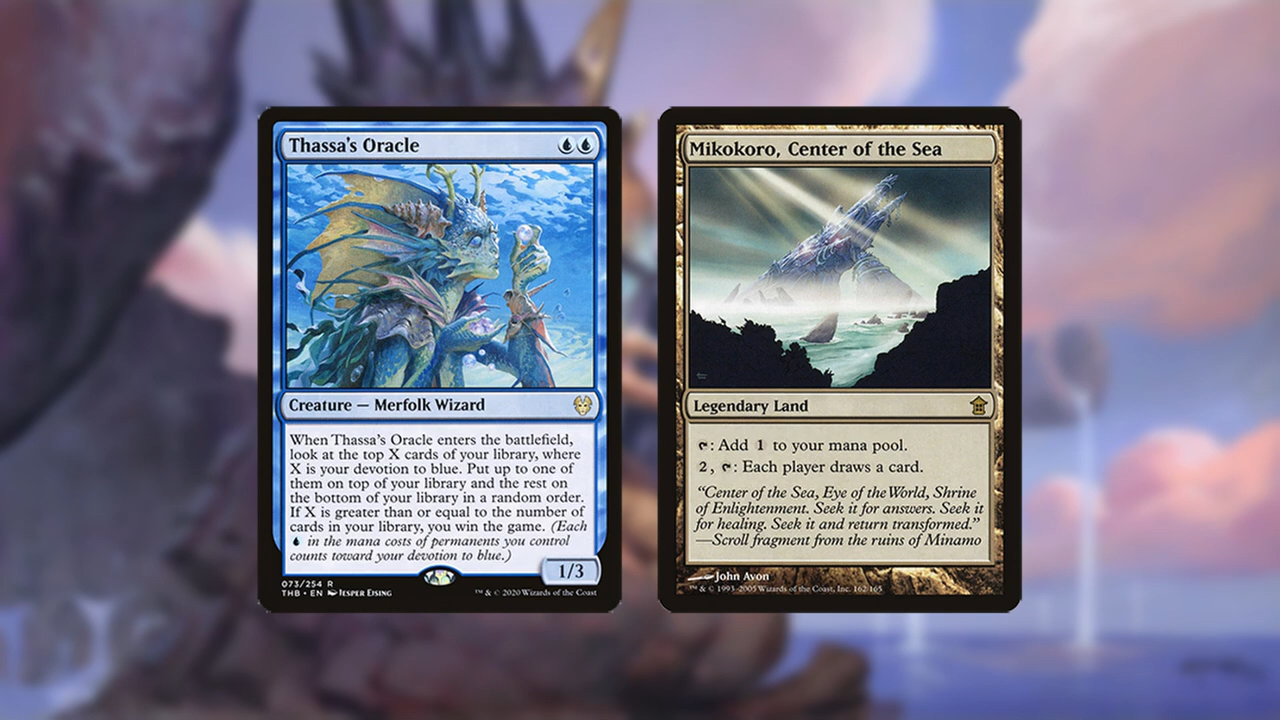 Thassa's Oracle
Creature — Merfolk Wizard
When Thassa's Oracle enters the battlefield,
look at the top X cards of your library, where
X is your devotion to blue. Put up to one of
them on top of your library and the rest on
the bottom of your library in a random order.
If X is greater than or equal to the number of
cards in your library, you win the game. (Each
in the mana costs of permanents you control
counts toward your devotion to blue.)
1/3
073/254 R
THB • EN Jesper Ejsing
™ & © 2020 Wizards of the Coast
Mikokoro, Center of the Sea
Legendary Land
: Add 1 to your mana pool.
2, : Each player draws a card.
“Center of the Sea, Eye of the World, Shrine
of Enlightenment. Seek it for answers. Seek it
for healing. Seek it and return transformed.”
—Scroll fragment from the ruins of Minamo
John Avon
™ & © 1993–2005 Wizards of the Coast, Inc. 162/165